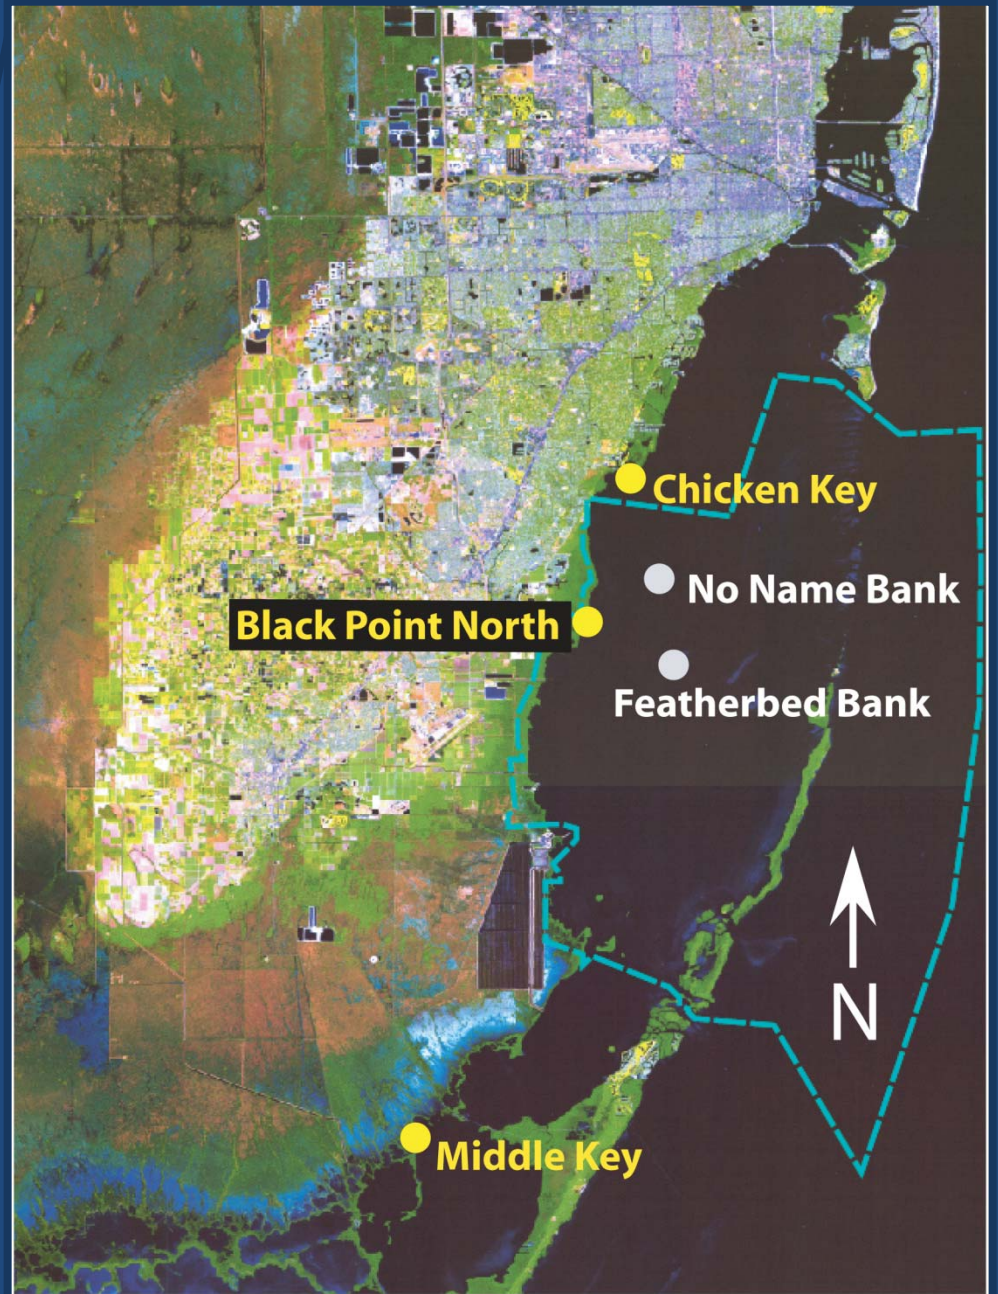 Chicken Key
No Name Bank
Black Point North
Featherbed Bank
N
Middle Key